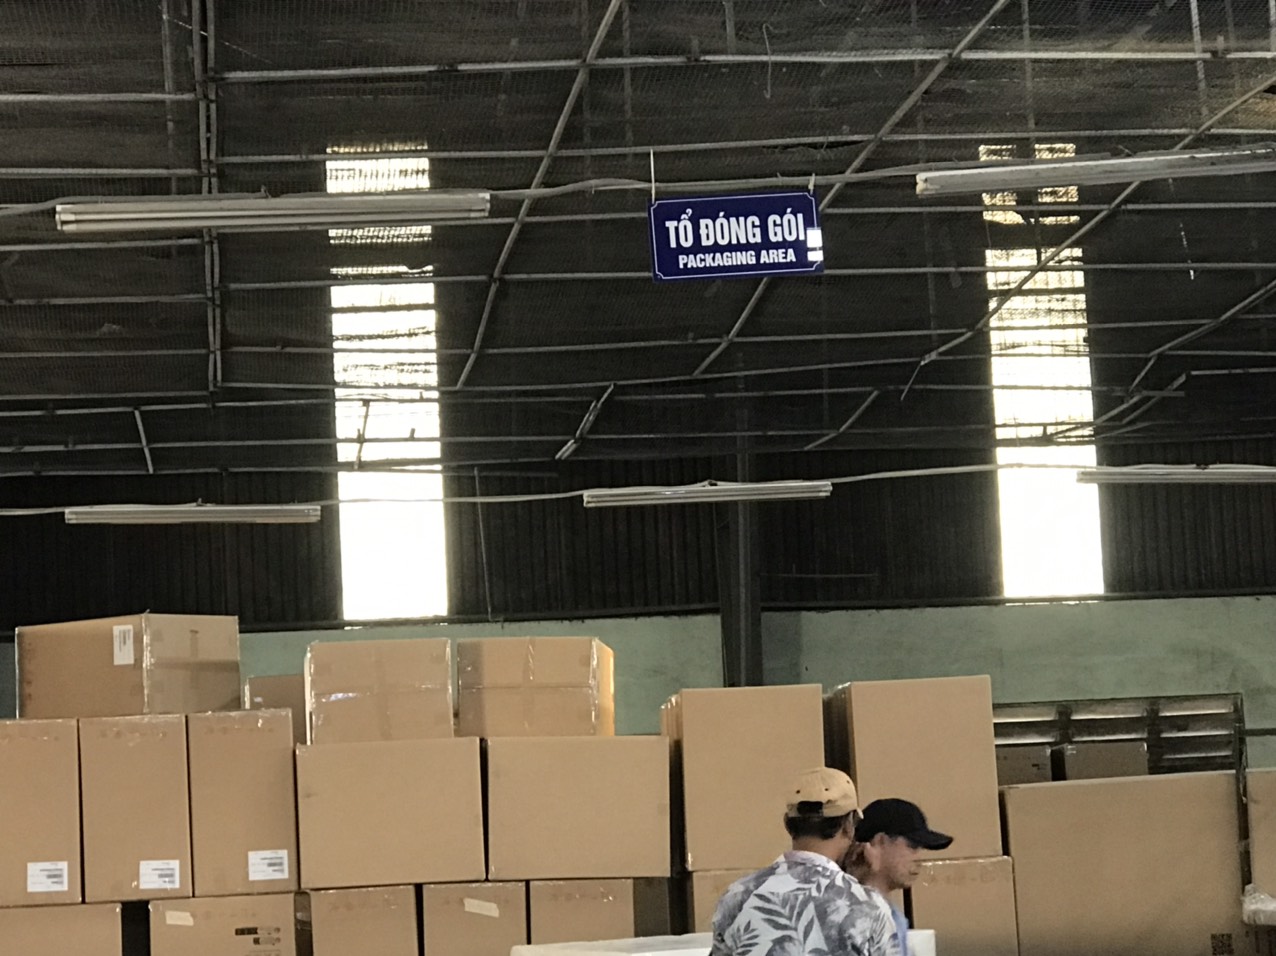 TỔ ĐÓNG GÓI
PACKAGING AREA